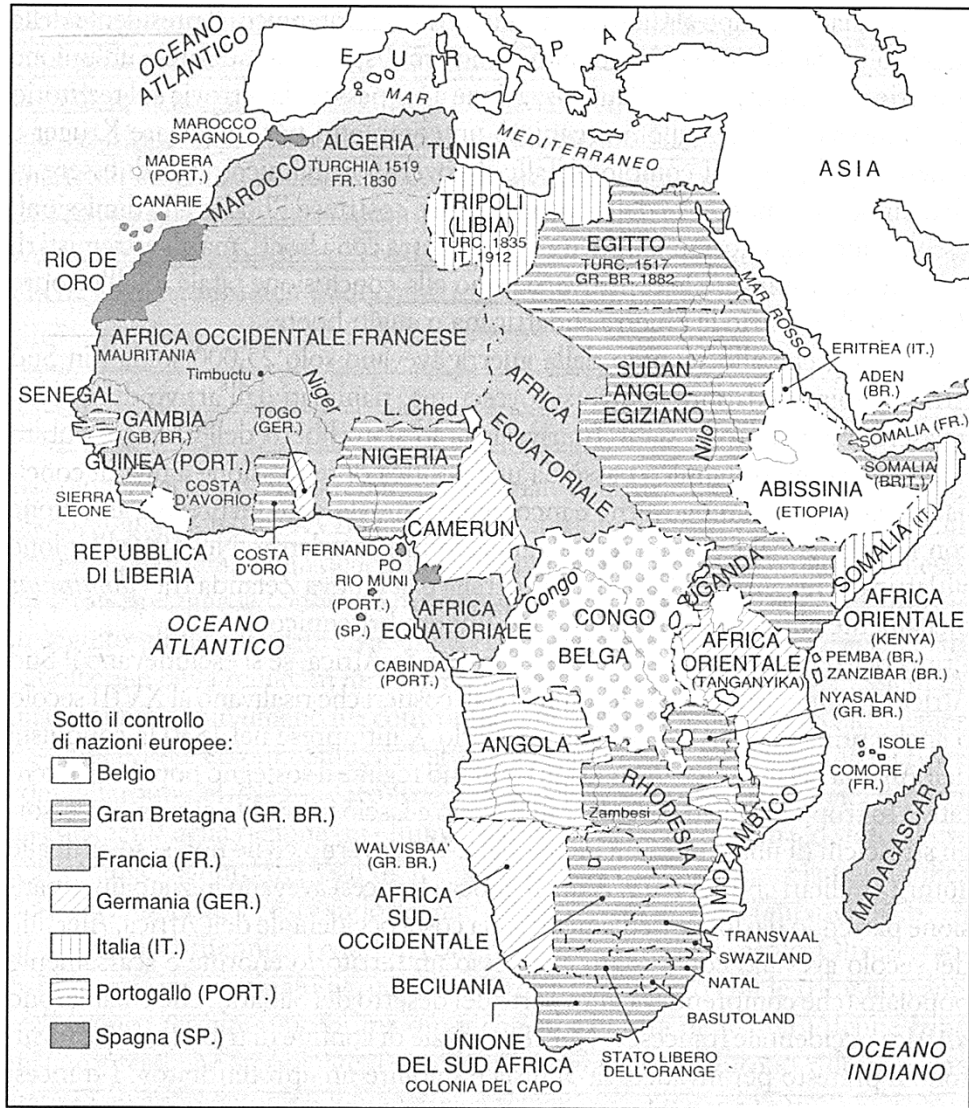 OCEANO
ATLANTICO
EUROPA
MAR
MEDITERRANEO
ASIA
MAROCCO
SPAGNOLO
MADERA
(PORT.)
CANARIE
MAROCCO
ALGERIA
TURCHIA 1519
FR. 1830
TUNISIA
TRIPOLI
(LIBIA)
TURC. 1835
IT. 1912
EGITTO
TURC. 1517
GR. BR. 1882
MAR ROSSO
RIO DE
ORO
AFRICA OCCIDENTALE FRANCESE
MAURITANIA
Timbuctu
Niger
SENEGAL
GAMBIA
(GB. BR.)
TOGO
(GER.)
L. Ched
AFRICA
EQUATORIALE
SUDAN
ANGLO-
EGIZIANO
Nilo
ERITREA (IT.)
ADEN
(BR.)
SOMALIA (FR.)
SOMALIA
(BRIT.)
GUINEA (PORT.)
COSTA
D'AVORIO
NIGERIA
SIERRA
LEONE
REPUBBLICA
DI LIBERIA
COSTA
D'ORO
CAMERUN
ABISSINIA
(ETIOPIA)
SOMALIA (IT.)
FERNANDO
PO
RIO MUNI
(PORT.)
(SP.)
AFRICA
EQUATORIALE
Congo
CONGO
BELGA
UGANDA
AFRICA
ORIENTALE
(KENYA)
OCEANO
ATLANTICO
CABINDA
(PORT.)
AFRICA
ORIENTALE
(TANGANYIKA)
PEMBA (BR.)
ZANZIBAR (BR.)
NYASALAND
(GR. BR.)
ANGOLA
ISOLE
COMORE
(FR.)
RHODESIA
Zambesi
MOZAMBICO
MADAGASCAR
WALVISBAA'
(GR. BR.)
AFRICA
SUD-
OCCIDENTALE
BECIUANIA
TRANSVAAL
SWAZILAND
NATAL
BASUTOLAND
UNIONE
DEL SUD AFRICA
COLONIA DEL CAPO
STATO LIBERO
DELL'ORANGE
OCEANO
INDIANO
Sotto il controllo
di nazioni europee:
Belgio
Gran Bretagna (GR. BR.)
Francia (FR.)
Germania (GER.)
Italia (IT.)
Portogallo (PORT.)
Spagna (SP.)